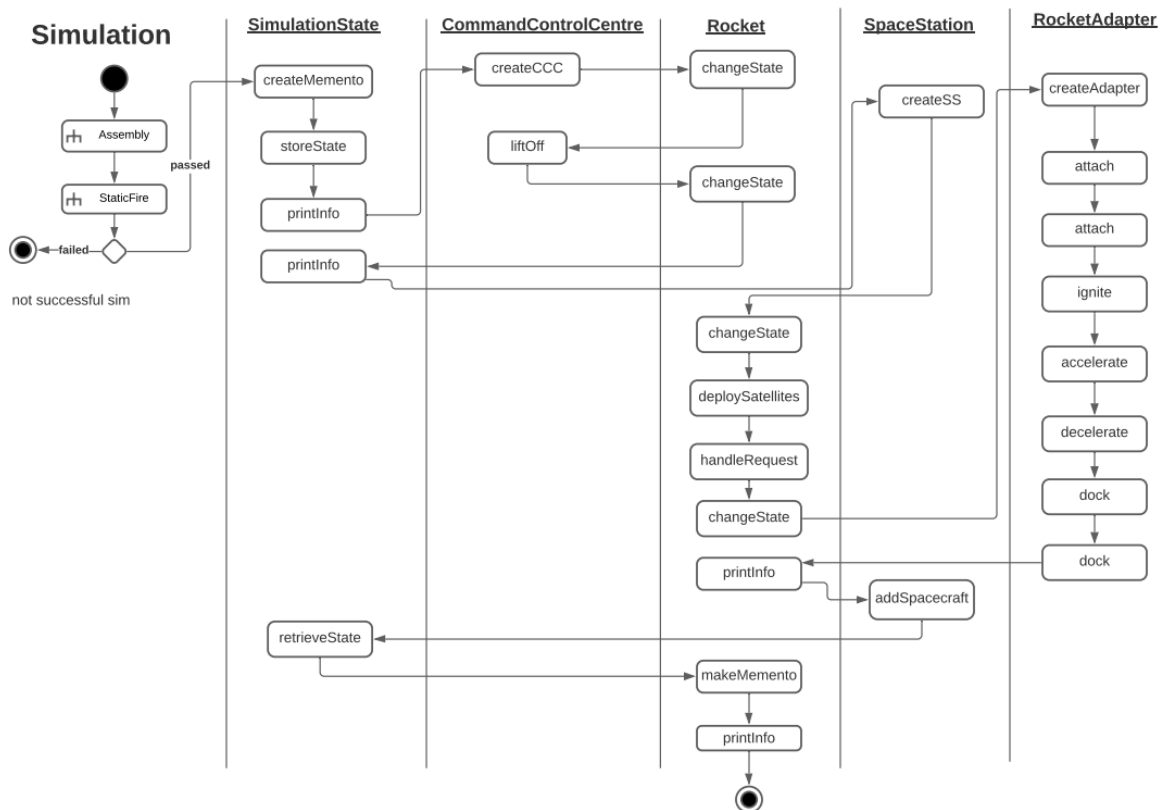 Simulation
SimulationState
CommandControlCentre
Rocket
SpaceStation
RocketAdapter
Assembly
StaticFire
passed
failed
not successful sim
createMemento
storeState
printInfo
printInfo
retrieveState
createCCC
liftOff
changeState
changeState
changeState
deploySatellites
handleRequest
changeState
printInfo
makeMemento
printInfo
createSS
addSpacecraft
createAdapter
attach
attach
ignite
accelerate
decelerate
dock
dock